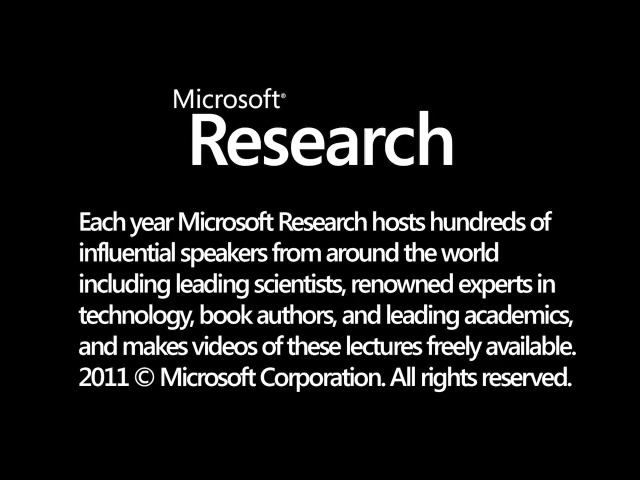 Microsoft®
Research
Each year Microsoft Research hosts hundreds of
influential speakers from around the world
including leading scientists, renowned experts in
technology, book authors, and leading academics,
and makes videos of these lectures freely available.
2011 © Microsoft Corporation. All rights reserved.